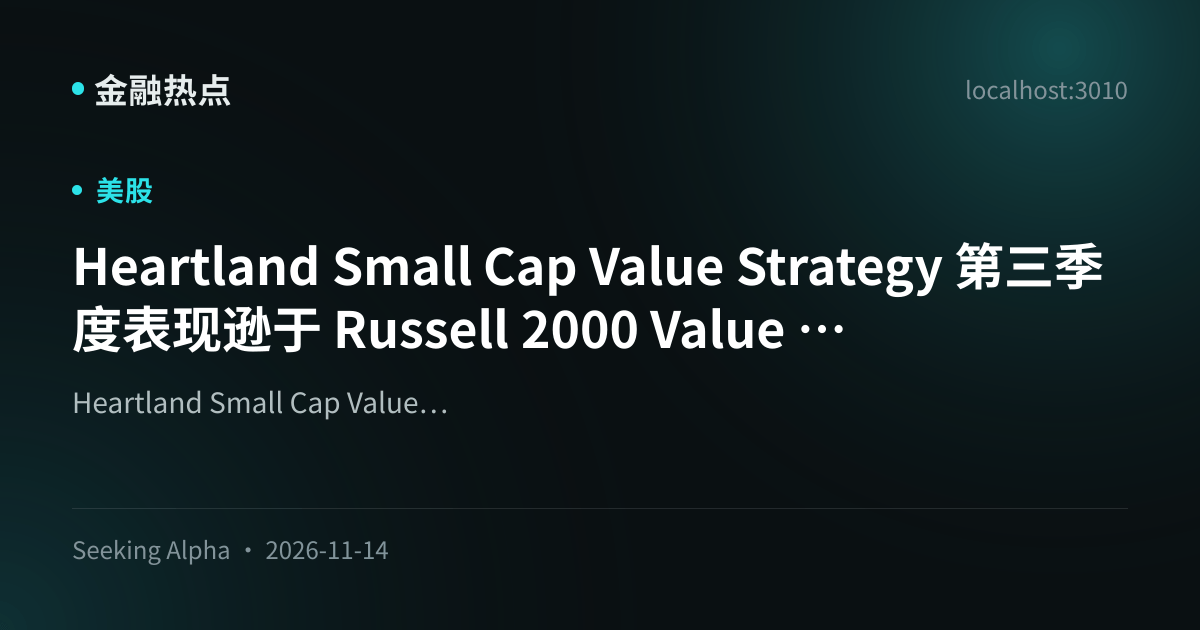 金融热点
localhost:3010
美股
Heartland Small Cap Value Strategy 第三季
度表现逊于 Russell 2000 Value …
Heartland Small Cap Value…
Seeking Alpha · 2026-11-14